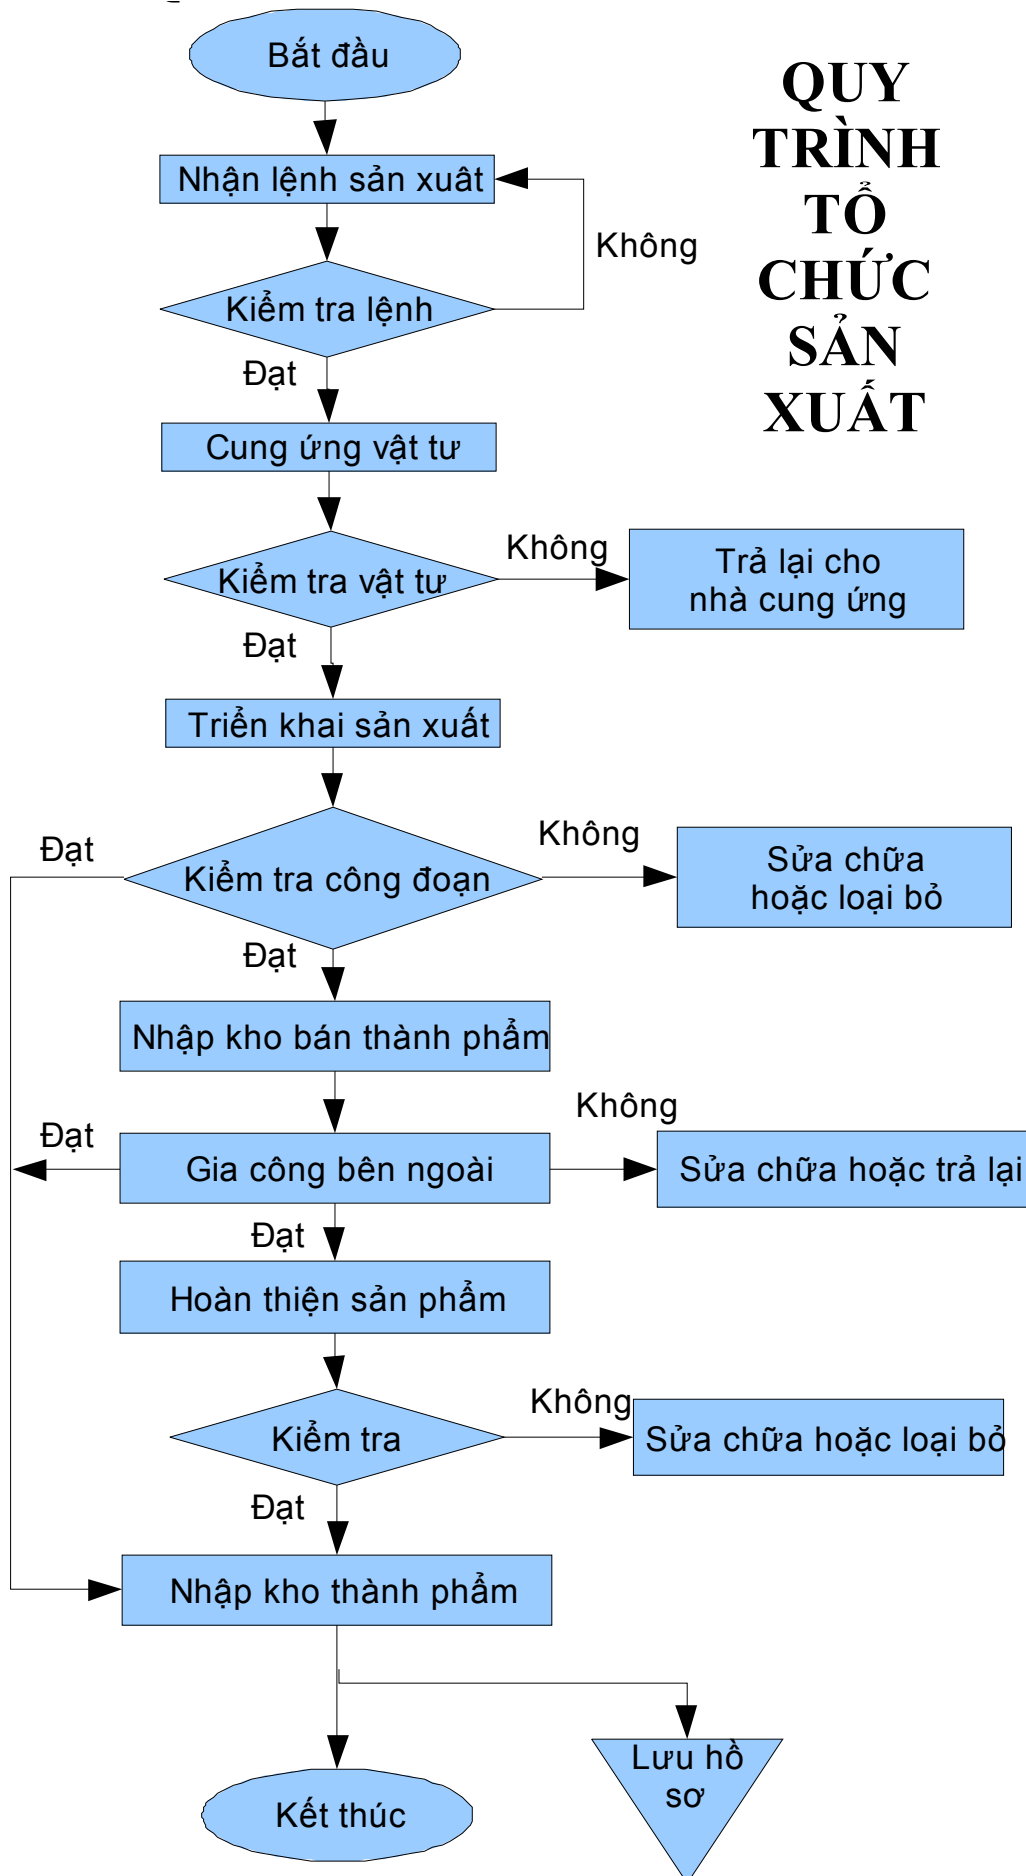 Bắt đầu
QUY
TRÌNH
TỔ
CHỨC
SẢN
XUẤT
Nhận lệnh sản xuât
Không
Kiểm tra lệnh
Đạt
Cung ứng vật tư
Không
Trả lại cho
nhà cung ứng
Kiểm tra vật tư
Đạt
Triển khai sản xuất
Đạt
Không
Kiểm tra công đoạn
Sửa chữa
hoặc loại bỏ
Đạt
Nhập kho bán thành phẩm
Không
Đạt
Gia công bên ngoài
Sửa chữa hoặc trả lại
Đạt
Hoàn thiện sản phẩm
Không
Kiểm tra
Sửa chữa hoặc loại bỏ
Đạt
Nhập kho thành phẩm
Lưu hồ
sơ
Kết thúc